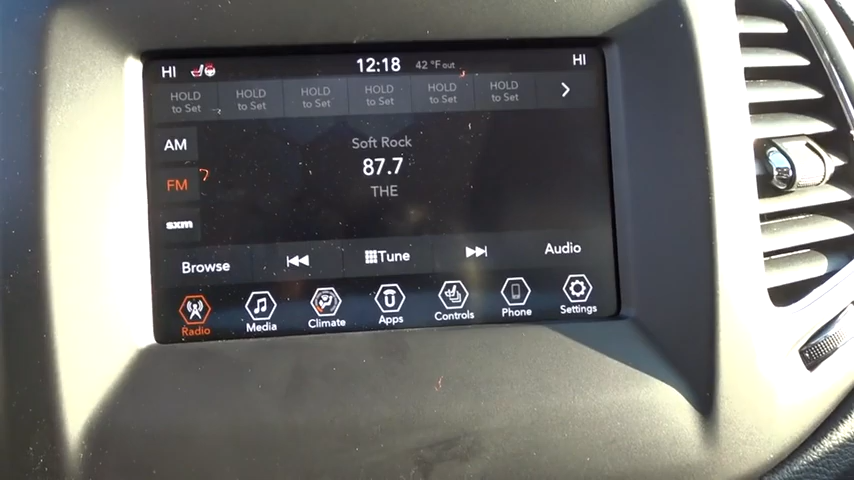 HI 12:18 42 °F out HI
HOLD to Set
HOLD to Set
HOLD to Set
HOLD to Set
HOLD to Set
HOLD to Set
AM
Soft Rock
87.7
FM
THE
sxm
Browse Tune Audio
Radio Media Climate Apps Controls Phone Settings